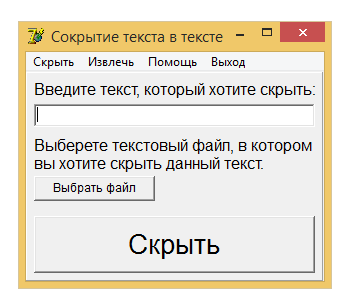 Сокрытие текста в тексте
Скрыть Извлечь Помощь Выход
Введите текст, который хотите скрыть:
Выберете текстовый файл, в котором
вы хотите скрыть данный текст.
Выбрать файл
Скрыть